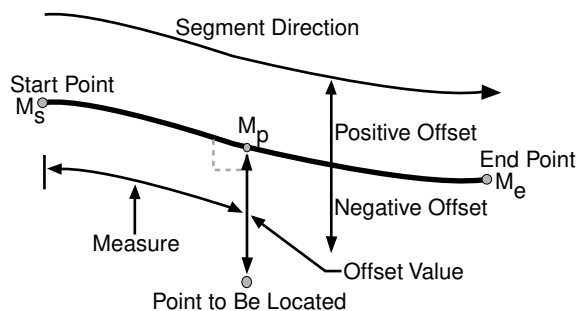 Segment Direction
Start Point
Ms
Mp
Positive Offset
End Point
Me
Negative Offset
Measure
Offset Value
Point to Be Located